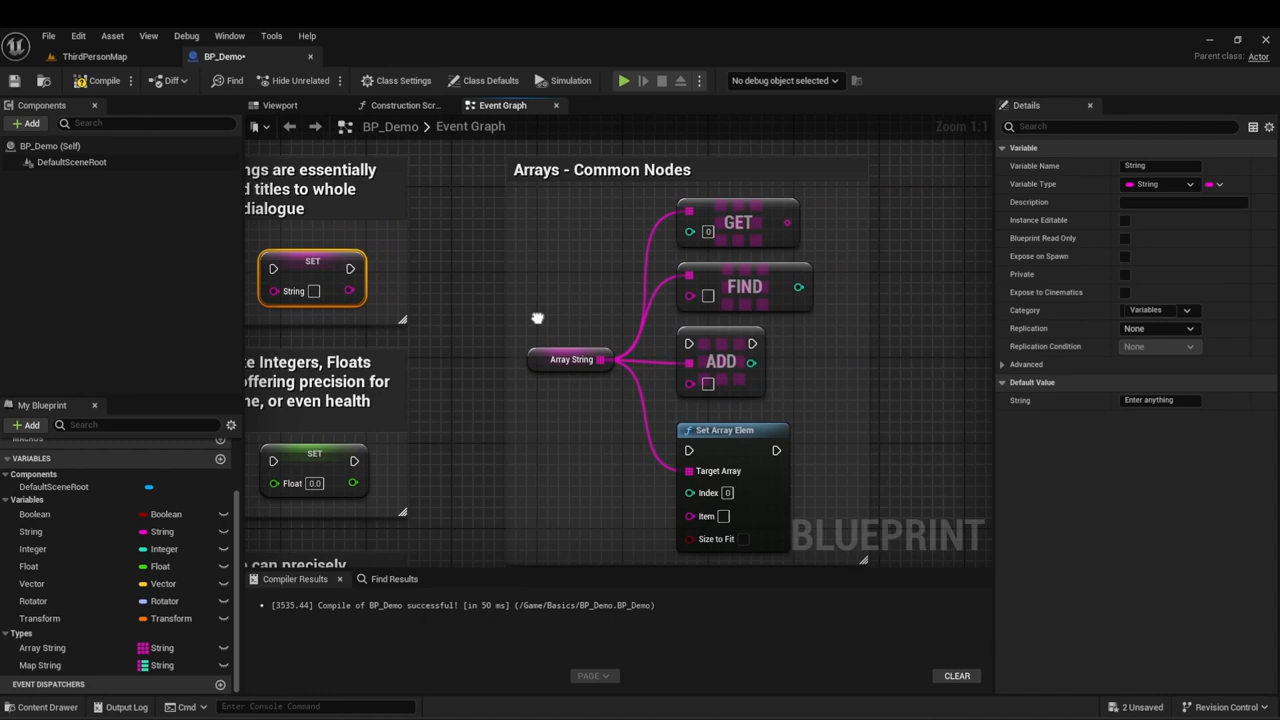 File Edit Asset View Debug Window Tools Help
ThirdPersonMap
BP_Demo•
Parent class: Actor
Compile
Diff
Find
Hide Unrelated
Class Settings
Class Defaults
Simulation
No debug object selected
Components
Add
Search
BP_Demo (Self)
DefaultSceneRoot
Viewport
Construction Scr...
Event Graph
BP_Demo > Event Graph
Zoom 1:1
ngs are essentially
d titles to whole
dialogue
SET
String
e Integers, Floats
offering precision for
ne, or even health
SET
Float 0.0
e can precisely
Arrays - Common Nodes
GET
0
FIND
Array String
ADD
Set Array Elem
Target Array
Index 0
Item
Size to Fit
BLUEPRINT
My Blueprint
Add
Search
MACROS
VARIABLES
Components
DefaultSceneRoot
Variables
Boolean Boolean
String String
Integer Integer
Float Float
Vector Vector
Rotator Rotator
Transform Transform
Types
Array String String
Map String String
EVENT DISPATCHERS
Compiler Results
Find Results
[3535.44] Compile of BP_Demo successful! [in 50 ms] (/Game/Basics/BP_Demo.BP_Demo)
PAGE
CLEAR
Details
Search
Variable
Variable Name String
Variable Type String
Description
Instance Editable
Blueprint Read Only
Expose on Spawn
Private
Expose to Cinematics
Category Variables
Replication None
Replication Condition None
Advanced
Default Value
String Enter anything
Content Drawer
Output Log
Cmd
Enter Console Command
2 Unsaved
Revision Control